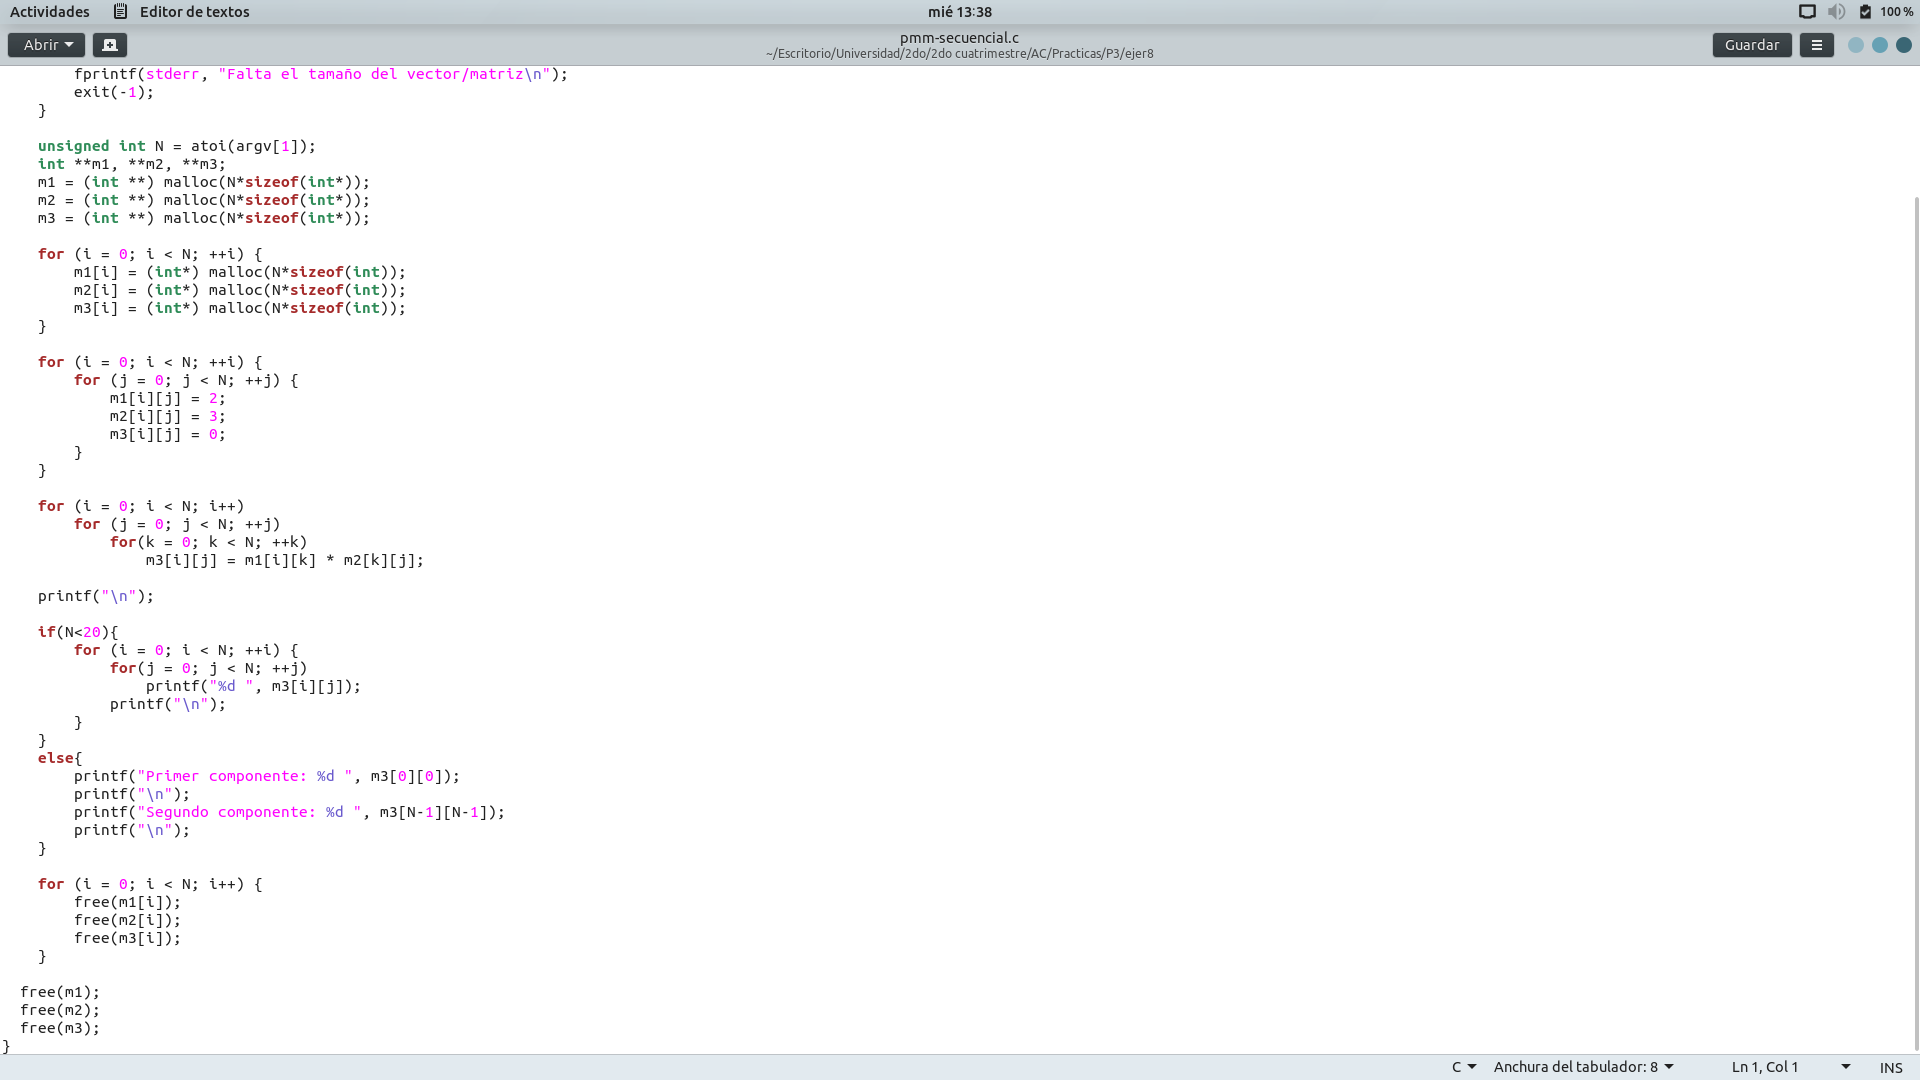 Actividades Editor de textos mié 13:38 100 %
Abrir pmm-secuencial.c Guardar
~/Escritorio/Universidad/2do/2do cuatrimestre/AC/Practicas/P3/ejer8
fprintf(stderr, "Falta el tamaño del vector/matriz\n");
exit(-1);
}
unsigned int N = atoi(argv[1]);
int **m1, **m2, **m3;
m1 = (int **) malloc(N*sizeof(int*));
m2 = (int **) malloc(N*sizeof(int*));
m3 = (int **) malloc(N*sizeof(int*));
for (i = 0; i < N; ++i) {
m1[i] = (int*) malloc(N*sizeof(int));
m2[i] = (int*) malloc(N*sizeof(int));
m3[i] = (int*) malloc(N*sizeof(int));
}
for (i = 0; i < N; ++i) {
for (j = 0; j < N; ++j) {
m1[i][j] = 2;
m2[i][j] = 3;
m3[i][j] = 0;
}
}
for (i = 0; i < N; i++)
for (j = 0; j < N; ++j)
for(k = 0; k < N; ++k)
m3[i][j] = m1[i][k] * m2[k][j];
printf("\n");
if(N<20){
for (i = 0; i < N; ++i) {
for(j = 0; j < N; ++j)
printf("%d ", m3[i][j]);
printf("\n");
}
}
else{
printf("Primer componente: %d ", m3[0][0]);
printf("\n");
printf("Segundo componente: %d ", m3[N-1][N-1]);
printf("\n");
}
for (i = 0; i < N; i++) {
free(m1[i]);
free(m2[i]);
free(m3[i]);
}
free(m1);
free(m2);
free(m3);
}
C Anchura del tabulador: 8 Ln 1, Col 1 INS